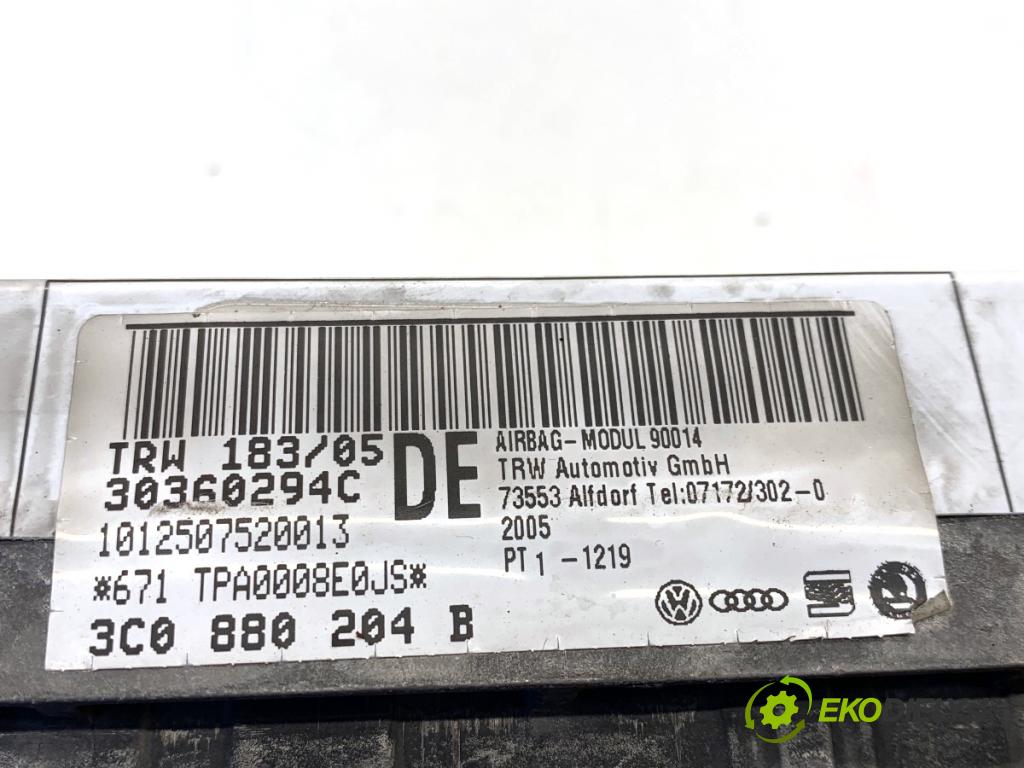 TRW 183/05
30360294C
DE
1012507520013
*671 TPA0008E0JS*
3C0 880 204 B
AIRBAG-MODUL 90014
TRW Automotiv GmbH
73553 Alfdorf Tel:07172/302-0
2005
PT 1 -1219
EKO